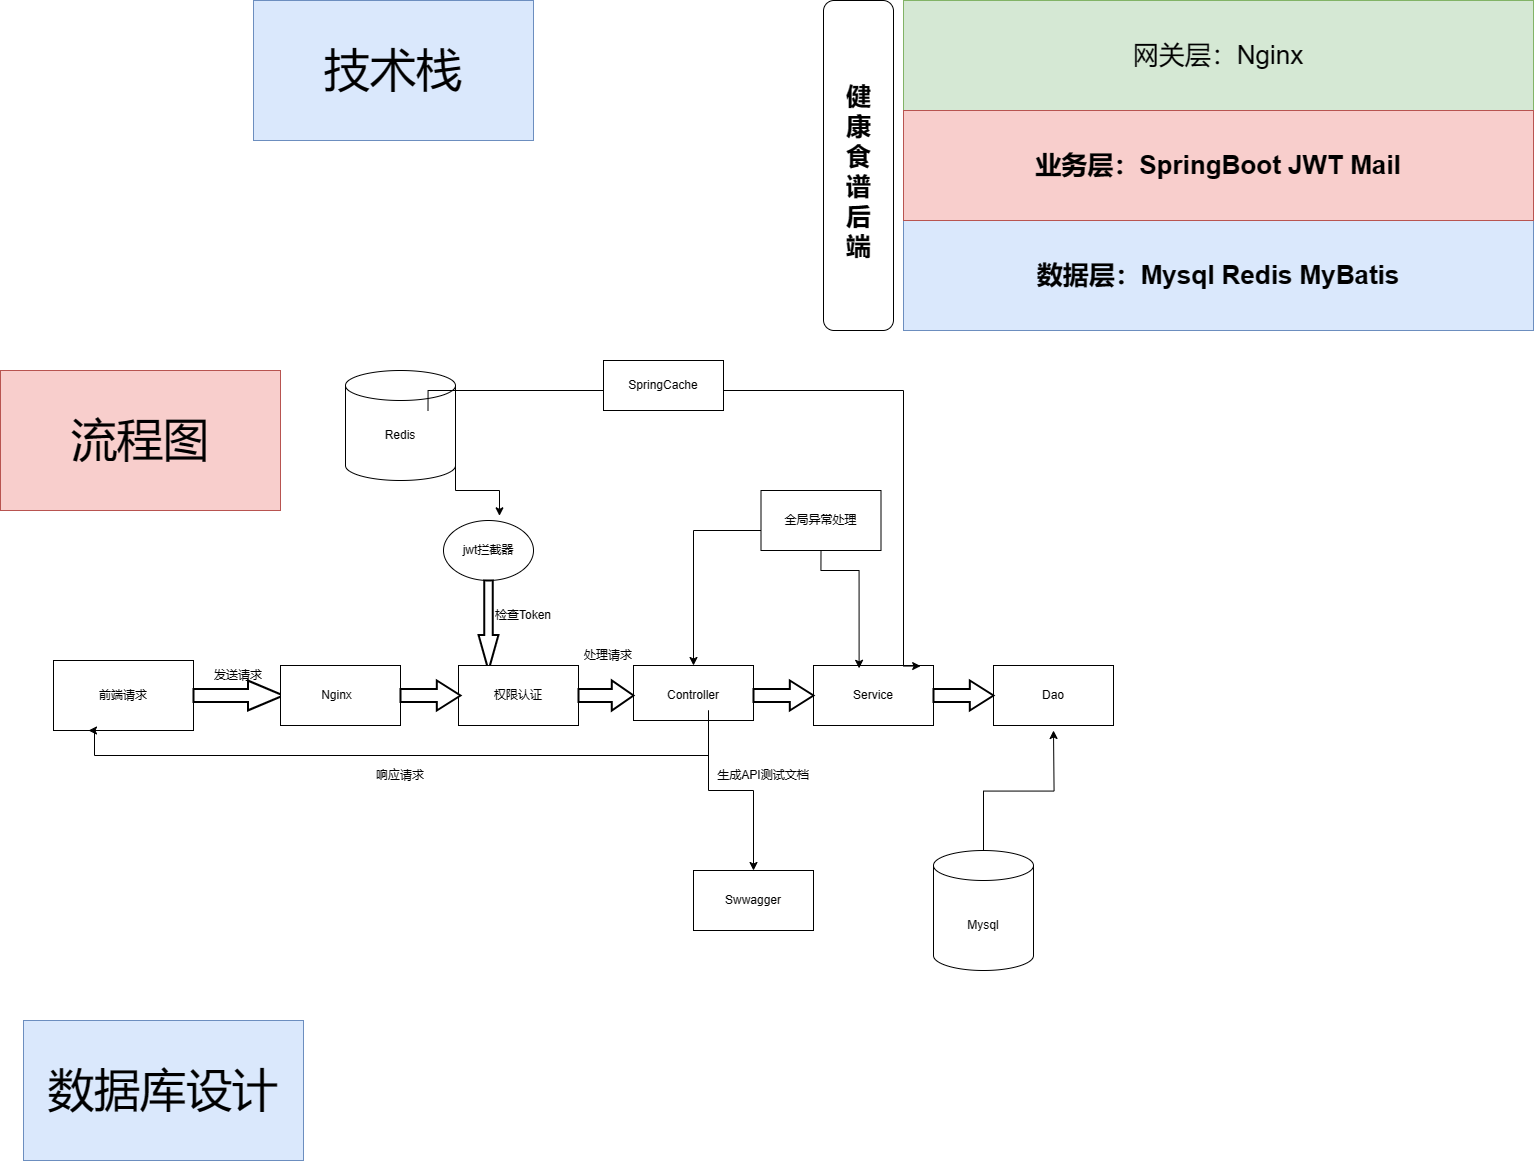 技术栈
健
康
食
谱
后
端
网关层：Nginx
业务层：SpringBoot JWT Mail
数据层：Mysql Redis MyBatis
流程图
Redis
SpringCache
全局异常处理
jwt拦截器
检查Token
发送请求
处理请求
前端请求
Nginx
权限认证
Controller
Service
Dao
响应请求
生成API测试文档
Swwagger
Mysql
数据库设计